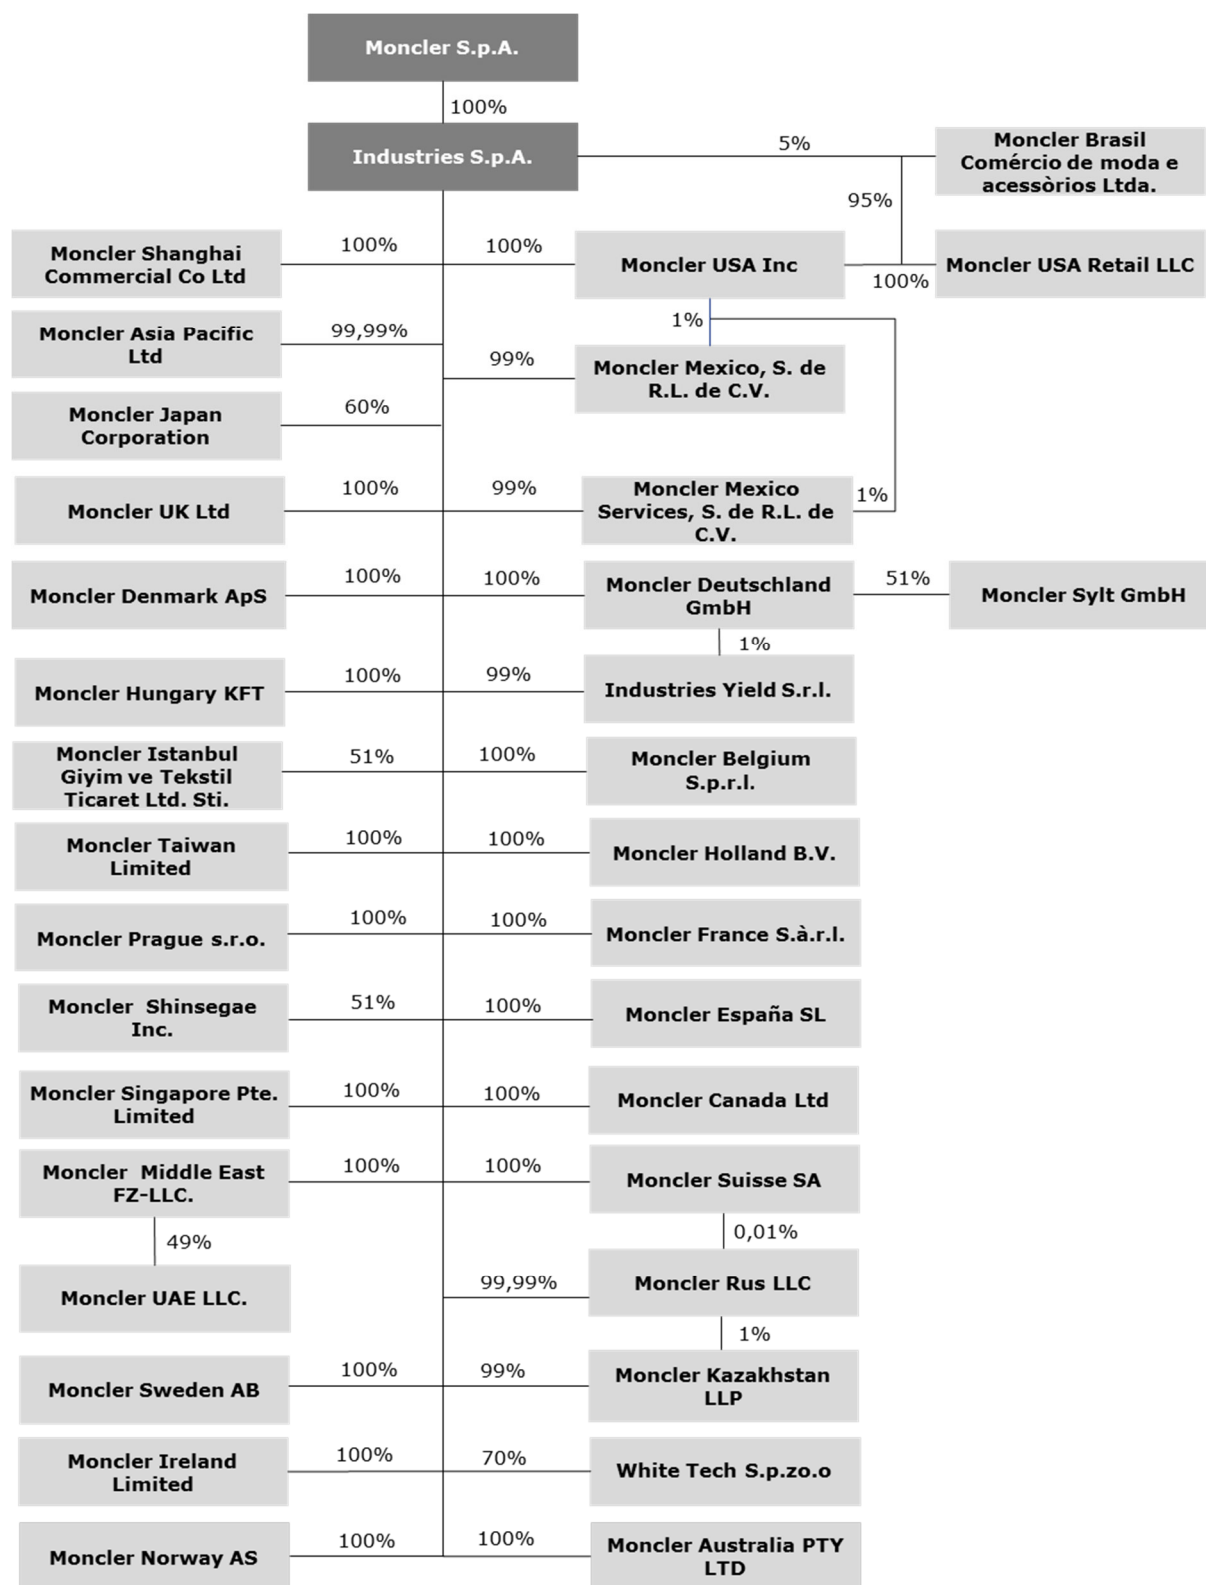 Moncler S.p.A.
100%
Industries S.p.A.
5%
Moncler Brasil
Comércio de moda e
acessòrios Ltda.
95%
Moncler Shanghai
Commercial Co Ltd
100%
100%
Moncler USA Inc
100%
Moncler USA Retail LLC
Moncler Asia Pacific
Ltd
99,99%
1%
99%
Moncler Mexico, S. de
R.L. de C.V.
Moncler Japan
Corporation
60%
Moncler UK Ltd
100%
99%
Moncler Mexico
Services, S. de R.L. de
C.V.
1%
Moncler Denmark ApS
100%
100%
Moncler Deutschland
GmbH
51%
Moncler Sylt GmbH
1%
Moncler Hungary KFT
100%
99%
Industries Yield S.r.l.
Moncler Istanbul
Giyim ve Tekstil
Ticaret Ltd. Sti.
51%
100%
Moncler Belgium
S.p.r.l.
Moncler Taiwan
Limited
100%
100%
Moncler Holland B.V.
Moncler Prague s.r.o.
100%
100%
Moncler France S.à.r.l.
Moncler Shinsegae
Inc.
51%
100%
Moncler España SL
Moncler Singapore Pte.
Limited
100%
100%
Moncler Canada Ltd
Moncler Middle East
FZ-LLC.
100%
100%
Moncler Suisse SA
49%
0,01%
Moncler UAE LLC.
99,99%
Moncler Rus LLC
1%
Moncler Sweden AB
100%
99%
Moncler Kazakhstan
LLP
Moncler Ireland
Limited
100%
70%
White Tech S.p.zo.o
Moncler Norway AS
100%
100%
Moncler Australia PTY
LTD